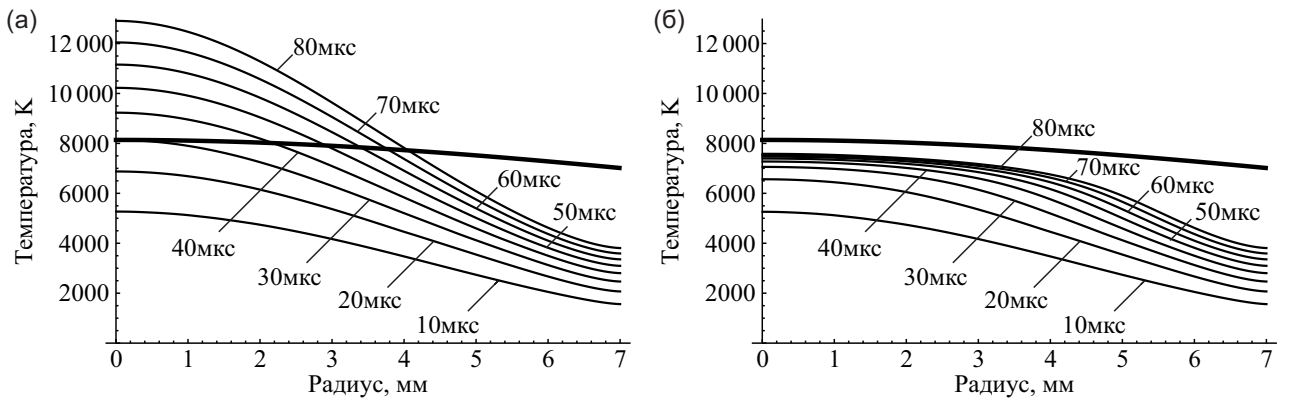 (а)
Температура, К
12 000
10 000
8000
6000
4000
2000
0 1 2 3 4 5 6 7
Радиус, мм
80мкс
70мкс
60мкс
50мкс
40мкс
30мкс
20мкс
10мкс
(б)
Температура, К
12 000
10 000
8000
6000
4000
2000
0 1 2 3 4 5 6 7
Радиус, мм
80мкс
70мкс
60мкс
50мкс
40мкс
30мкс
20мкс
10мкс